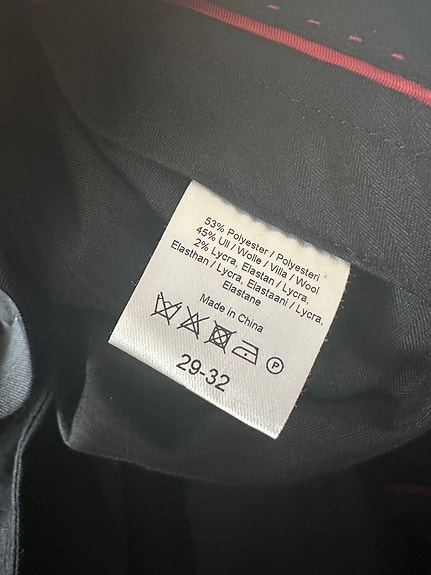 53% Polyester / Polyesteri
45% Ull / Wolle / Villa / Wool
2% Lycra, Elastan / Lycra,
Elasthan / Lycra, Elastaani / Lycra,
Elastane
Made in China
P
29-32